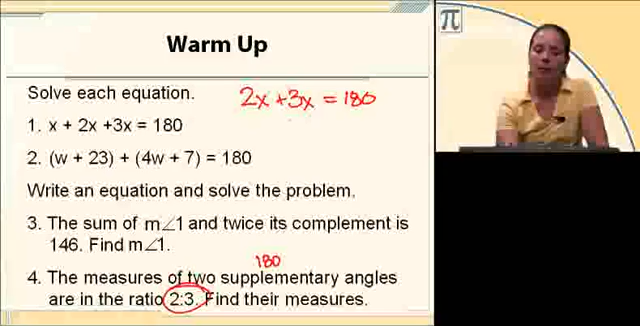 π
Warm Up
Solve each equation.
2x + 3x = 180
1. x + 2x +3x = 180
2. (w + 23) + (4w + 7) = 180
Write an equation and solve the problem.
3. The sum of m∠1 and twice its complement is
146. Find m∠1.
180
4. The measures of two supplementary angles
are in the ratio 2:3. Find their measures.